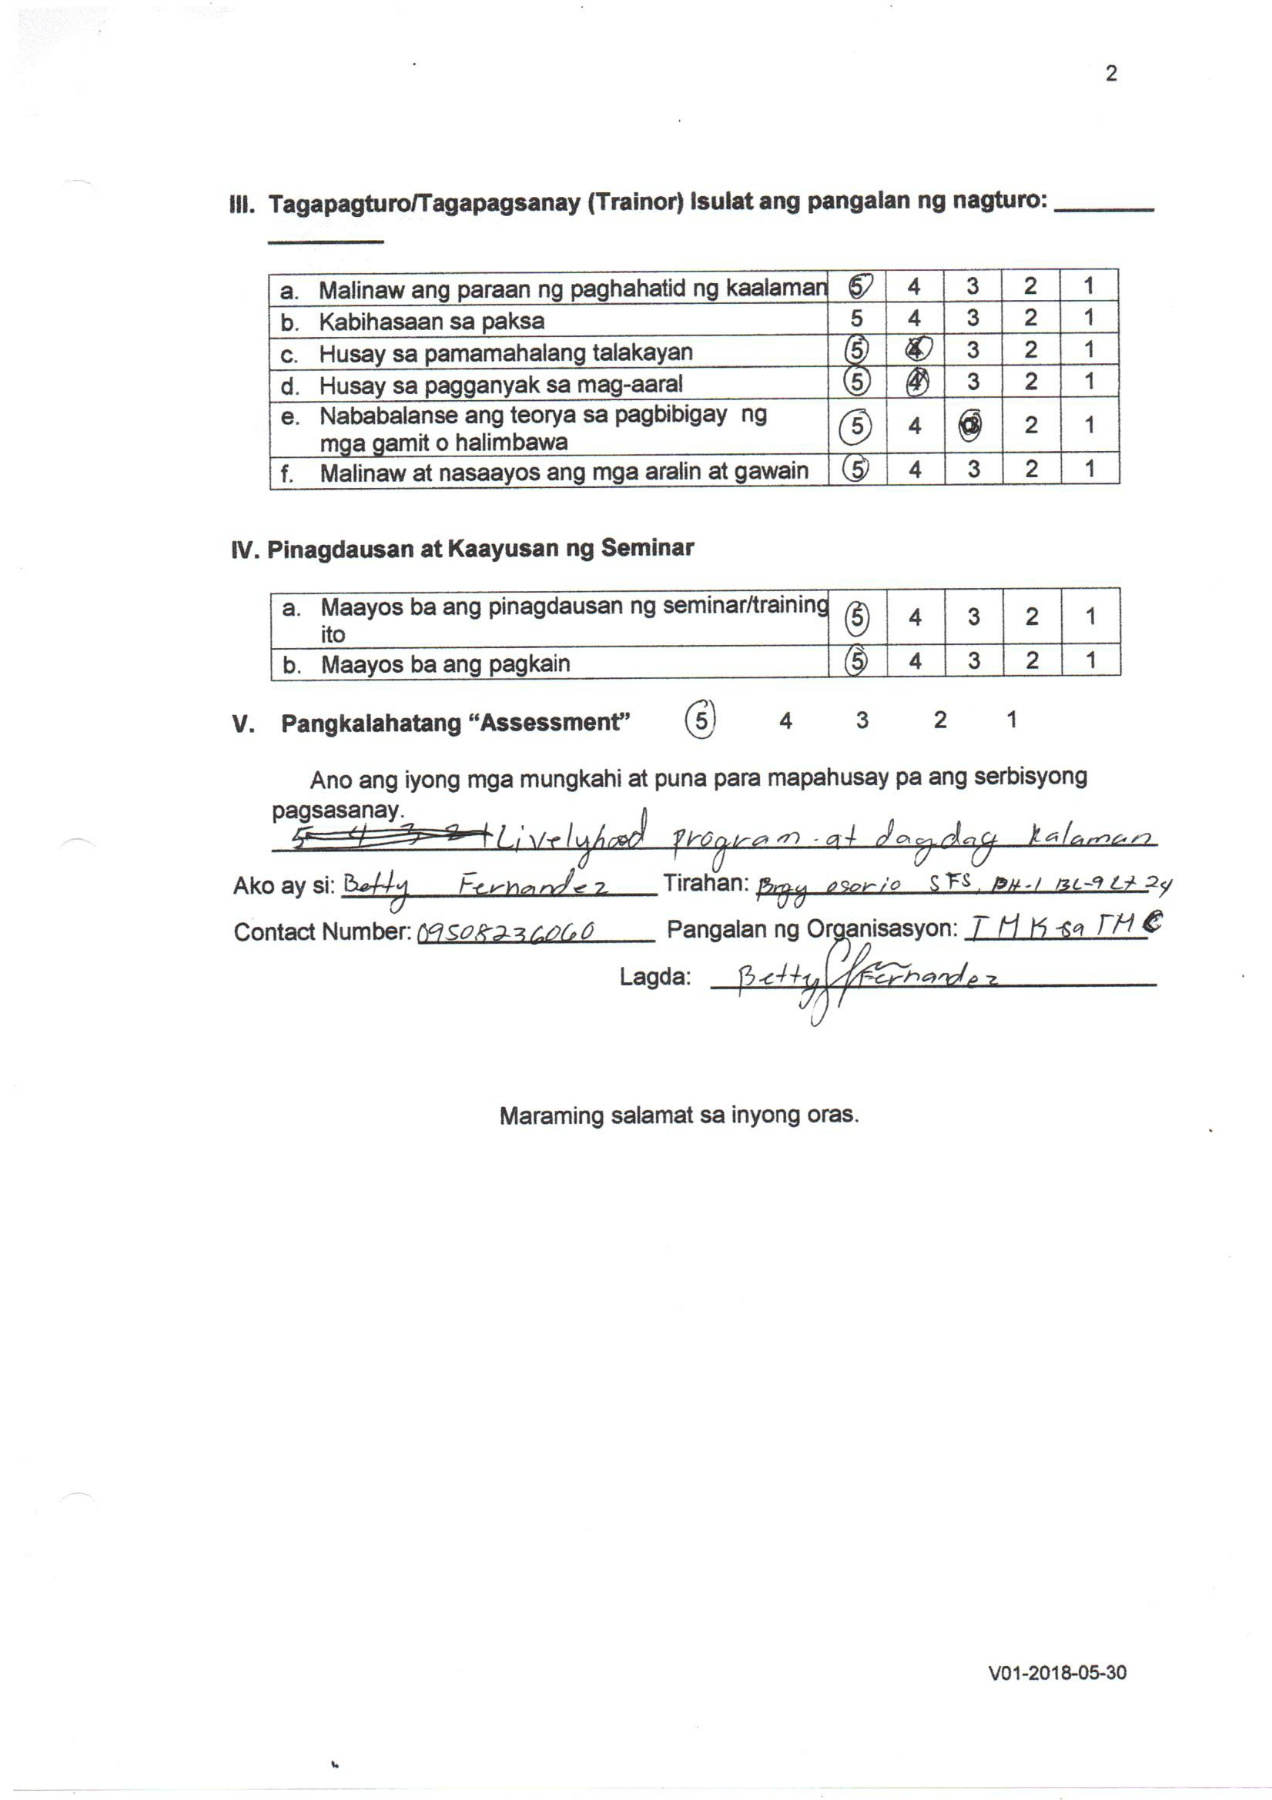 2
III. Tagapagturo/Tagapagsanay (Trainor) Isulat ang pangalan ng nagturo:
a. Malinaw ang paraan ng paghahatid ng kaalaman 5 4 3 2 1
b. Kabihasaan sa paksa 5 4 3 2 1
c. Husay sa pamamahalang talakayan 5 4 3 2 1
d. Husay sa pagganyak sa mag-aaral 5 4 3 2 1
e. Nababalanse ang teorya sa pagbibigay ng
mga gamit o halimbawa 5 4 3 2 1
f. Malinaw at nasaayos ang mga aralin at gawain 5 4 3 2 1
IV. Pinagdausan at Kaayusan ng Seminar
a. Maayos ba ang pinagdausan ng seminar/training
ito 5 4 3 2 1
b. Maayos ba ang pagkain 5 4 3 2 1
V. Pangkalahatang “Assessment” 5 4 3 2 1
Ano ang iyong mga mungkahi at puna para mapahusay pa ang serbisyong
pagsasanay.
5 4 3 2 1 Livelyhood program at dagdag kalaman
Ako ay si: Betty Fernandez Tirahan: Brgy osorio SFS, PH-1 BL-9 Lt 24
Contact Number: 09508236060 Pangalan ng Organisasyon: TMK sa TMC
Lagda: Betty Fernandez
Maraming salamat sa inyong oras.
V01-2018-05-30